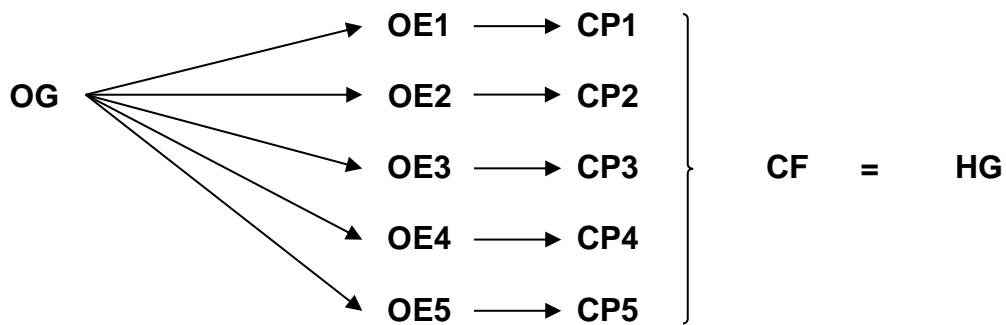 OE1 CP1
OG OE2 CP2
OE3 CP3 CF = HG
OE4 CP4
OE5 CP5